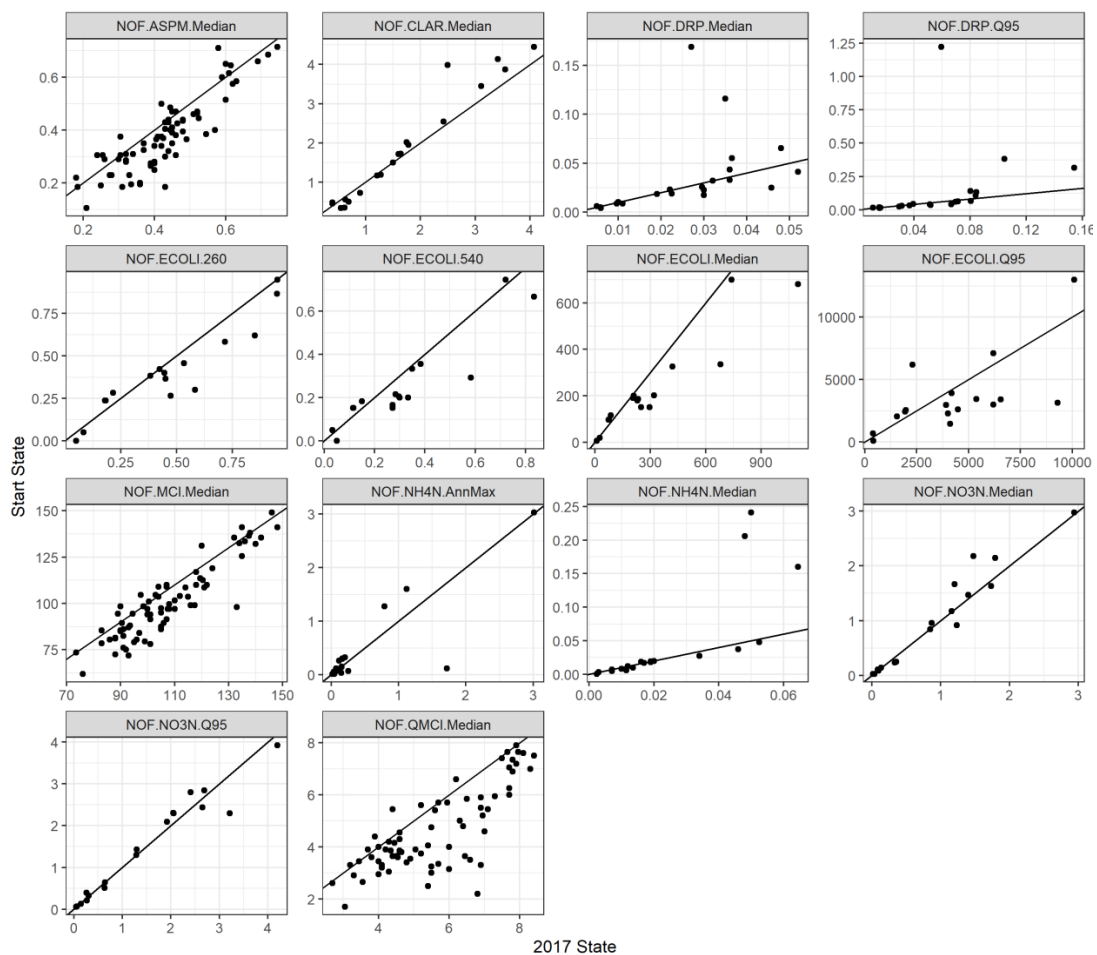 NOF.ASPM.Median NOF.CLAR.Median NOF.DRP.Median NOF.DRP.Q95
0.6 0.4 0.2
4 3 2 1
0.15 0.10 0.05 0.00
1.25 1.00 0.75 0.50 0.25 0.00
0.2 0.4 0.6
1 2 3 4
0.01 0.02 0.03 0.04 0.05
0.04 0.08 0.12 0.16
NOF.ECOLI.260 NOF.ECOLI.540 NOF.ECOLI.Median NOF.ECOLI.Q95
0.75 0.50 0.25 0.00
0.6 0.4 0.2 0.0
600 400 200 0
10000 5000 0
0.25 0.50 0.75
0.0 0.2 0.4 0.6 0.8
0 300 600 900
0 2500 5000 7500 10000
Start State
NOF.MCI.Median NOF.NH4N.AnnMax NOF.NH4N.Median NOF.NO3N.Median
150 125 100 75
3 2 1 0
0.25 0.20 0.15 0.10 0.05 0.00
3 2 1 0
70 90 110 130 150
0 1 2 3
0.00 0.02 0.04 0.06
0 1 2 3
NOF.NO3N.Q95 NOF.QMCI.Median
4 3 2 1 0
8 6 4 2
0 1 2 3 4
4 6 8
2017 State